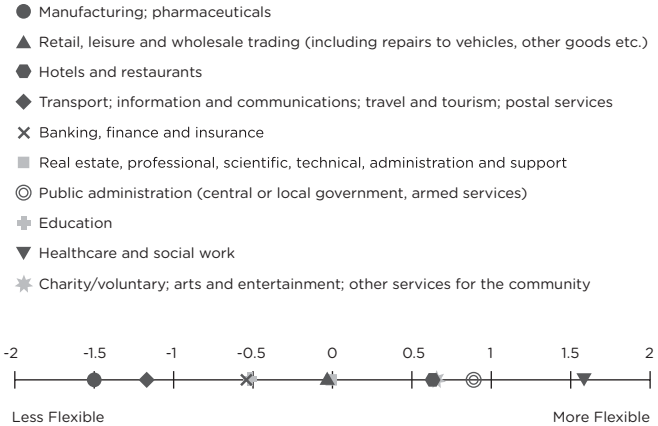 Manufacturing; pharmaceuticals
Retail, leisure and wholesale trading (including repairs to vehicles, other goods etc.)
Hotels and restaurants
Transport; information and communications; travel and tourism; postal services
Banking, finance and insurance
Real estate, professional, scientific, technical, administration and support
Public administration (central or local government, armed services)
Education
Healthcare and social work
Charity/voluntary; arts and entertainment; other services for the community
-2 -1.5 -1 -0.5 0 0.5 1 1.5 2
Less Flexible More Flexible